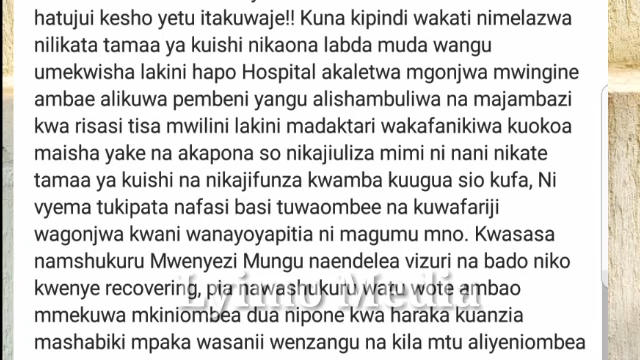 hatujui kesho yetu itakuwaje!! Kuna kipindi wakati nimelazwa
nilikata tamaa ya kuishi nikaona labda muda wangu
umekwisha lakini hapo Hospital akaletwa mgonjwa mwingine
ambae alikuwa pembeni yangu alishambuliwa na majambazi
kwa risasi tisa mwilini lakini madaktari wakafanikiwa kuokoa
maisha yake na akapona so nikajiuliza mimi ni nani nikate
tamaa ya kuishi na nikajifunza kwamba kuugua sio kufa, Ni
vyema tukipata nafasi basi tuwaombee na kuwafariji
wagonjwa kwani wanayoyapitia ni magumu mno. Kwasasa
namshukuru Mwenyezi Mungu naendelea vizuri na bado niko
kwenye recovering, pia nawashukuru watu wote ambao
Lyimo Media
mmekuwa mkiniombea dua nipone kwa haraka kuanzia
mashabiki mpaka wasanii wenzangu na kila mtu aliyeniombea